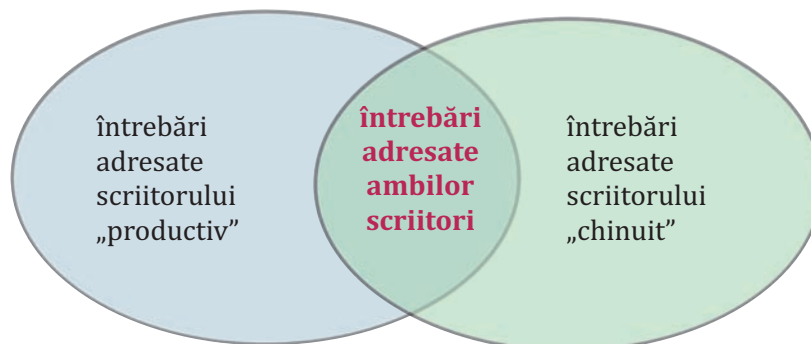 întrebări
adresate
scriitorului
„productiv”
întrebări
adresate
ambilor
scriitori
întrebări
adresate
scriitorului
„chinuit”